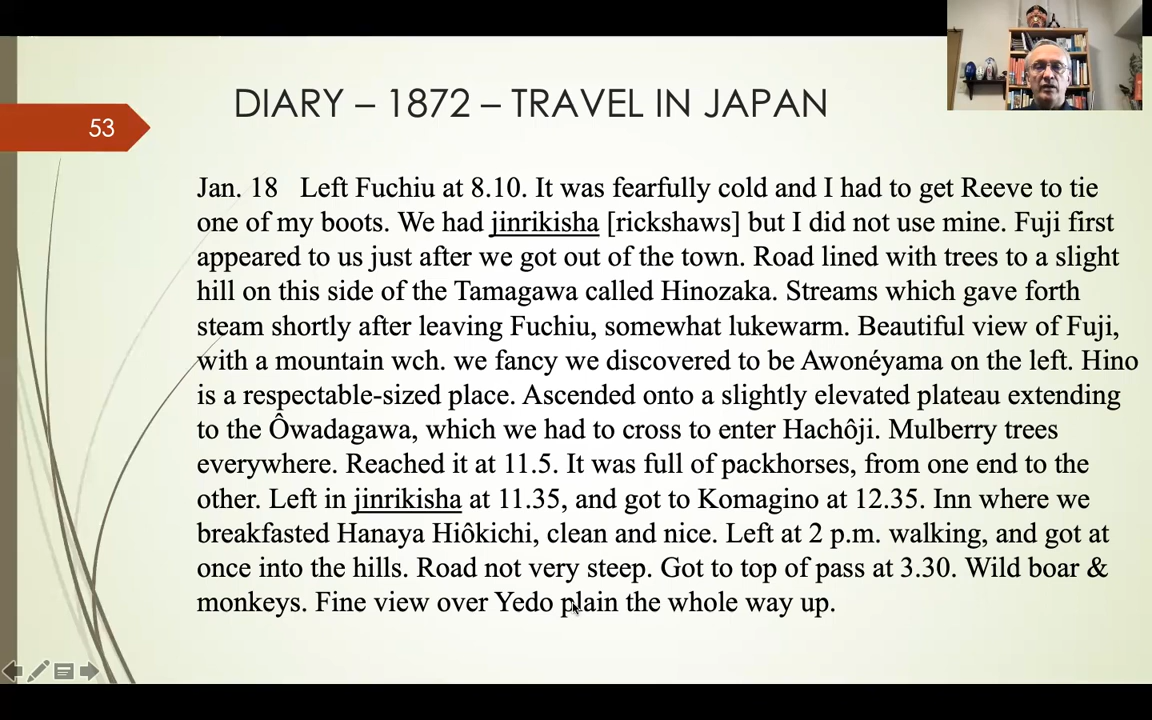 DIARY – 1872 – TRAVEL IN JAPAN
53
Jan. 18 Left Fuchiu at 8.10. It was fearfully cold and I had to get Reeve to tie
one of my boots. We had jinrikisha [rickshaws] but I did not use mine. Fuji first
appeared to us just after we got out of the town. Road lined with trees to a slight
hill on this side of the Tamagawa called Hinozaka. Streams which gave forth
steam shortly after leaving Fuchiu, somewhat lukewarm. Beautiful view of Fuji,
with a mountain wch. we fancy we discovered to be Awonéyama on the left. Hino
is a respectable-sized place. Ascended onto a slightly elevated plateau extending
to the Ôwadagawa, which we had to cross to enter Hachôji. Mulberry trees
everywhere. Reached it at 11.5. It was full of packhorses, from one end to the
other. Left in jinrikisha at 11.35, and got to Komagino at 12.35. Inn where we
breakfasted Hanaya Hiôkichi, clean and nice. Left at 2 p.m. walking, and got at
once into the hills. Road not very steep. Got to top of pass at 3.30. Wild boar &
monkeys. Fine view over Yedo plain the whole way up.